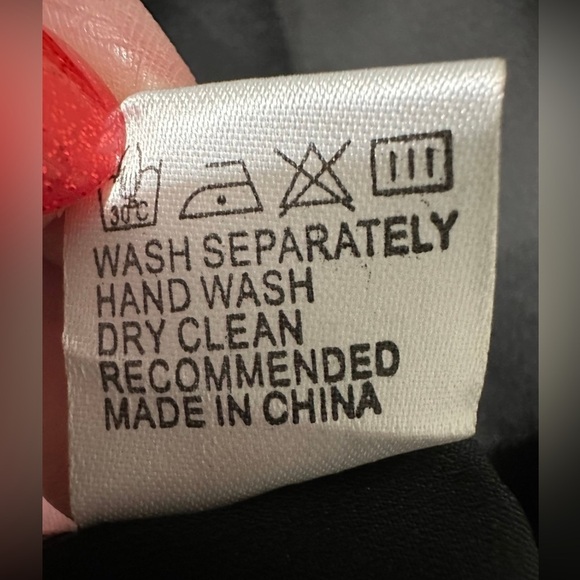 30°C
WASH SEPARATELY
HAND WASH
DRY CLEAN
RECOMMENDED
MADE IN CHINA